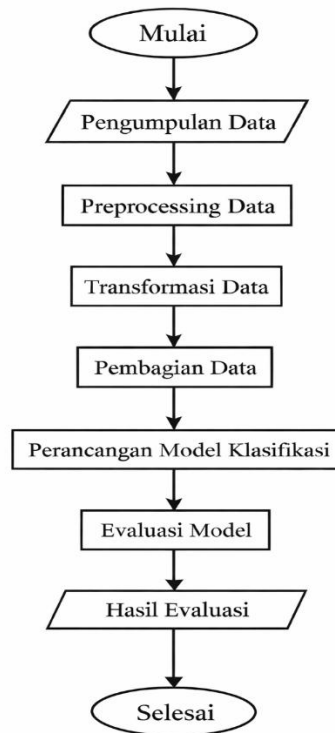 Mulai
Pengumpulan Data
Preprocessing Data
Transformasi Data
Pembagian Data
Perancangan Model Klasifikasi
Evaluasi Model
Hasil Evaluasi
Selesai